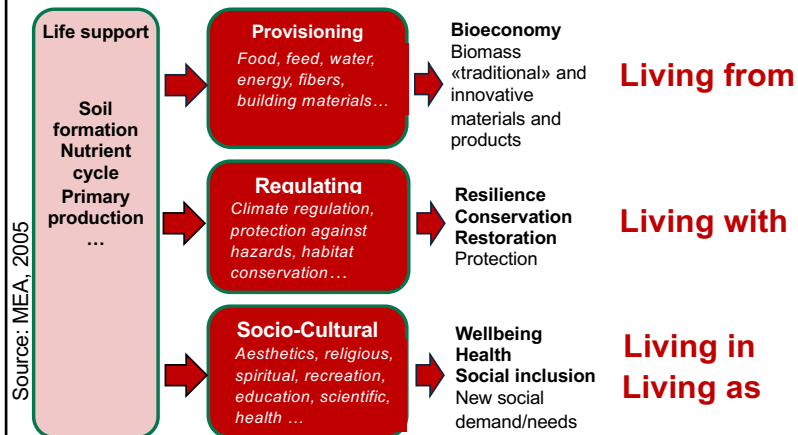 Life support
Soil
formation
Nutrient
cycle
Primary
production
…
Source: MEA, 2005
Provisioning
Food, feed, water,
energy, fibers,
building materials…
Bioeconomy
Biomass
«traditional» and
innovative
materials and
products
Living from
Regulating
Climate regulation,
protection against
hazards, habitat
conservation…
Resilience
Conservation
Restoration
Protection
Living with
Socio-Cultural
Aesthetics, religious,
spiritual, recreation,
education, scientific,
health …
Wellbeing
Health
Social inclusion
New social
demand/needs
Living in
Living as